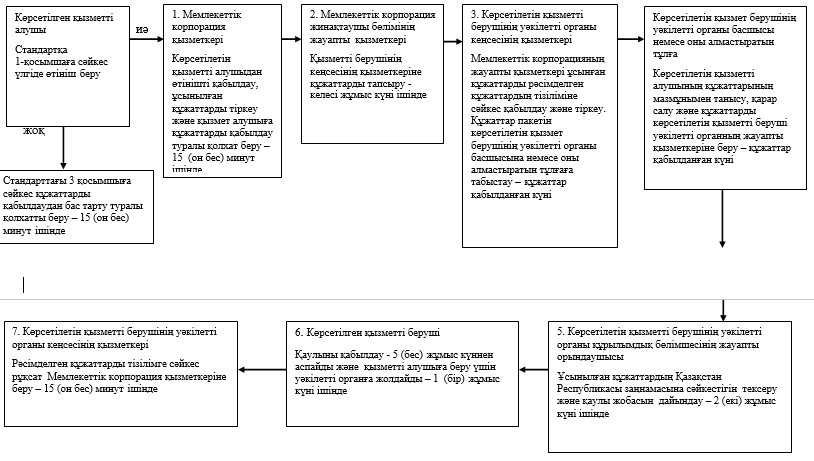 Көрсетілген қызметті
алушы
Стандартқа
1-қосымшаға сәйкес
үлгіде өтініш беру
иә
жоқ
Стандарттағы 3 қосымшыға
сәйкес құжаттарды
қабылдаудан бас тарту туралы
қолхатты беру – 15 (он бес)
минут ішінде
1. Мемлекеттік
корпорация
қызметкері
Көрсетілетін
қызметті алушыдан
өтінішті қабылдау,
ұсынылған
құжаттарды тіркеу
және қызмет алушыға
құжаттарды қабылдау
туралы қолхат беру –
15 (он бес) минут
ішінде
2. Мемлекеттік корпорация
жинақтаушы бөлімінің
жауапты қызметкері
Қызметті берушінің
кеңсесінің қызметкеріне
құжаттарды тапсыру -
келесі жұмыс күні ішінде
3. Көрсетілетін қызметті
берушінің уәкілетті органы
кеңсесінің қызметкері
Мемлекеттік корпорацияның
жауапты қызметкері ұсынған
құжаттарды рәсімделген
құжаттардың тізіліміне
сәйкес қабылдау және тіркеу.
Құжаттар пакетін
көрсетілетін қызмет
берушінің уәкілетті органы
басшысына немесе оны
алмастыратын тұлғаға
табыстау – құжаттар
қабылданған күні
Көрсетілетін қызмет берушінің
уәкілетті органы басшысы
немесе оны алмастыратын
тұлға
Көрсетілетін қызметті
алушының құжаттарының
мазмұнымен танысу, қарар
салу және құжаттарды
көрсетілетін қызметті беруші
уәкілетті органның жауапты
қызметкеріне беру – құжаттар
қабылданған күні
7. Көрсетілетін қызметті берушінің уәкілетті
органы кеңсесінің қызметкері
Рәсімделген құжаттарды тізілімге сәйкес
рұқсат Мемлекеттік корпорация қызметкеріне
беру – 15 (он бес) минут ішінде
6. Көрсетілген қызметті беруші
Қаулыны қабылдау - 5 (бес) жұмыс күннен
аспайды және қызметті алушыға беру үшін
уәкілетті органға жолдайды – 1 (бір) жұмыс
күні ішінде
5. Көрсетілетін қызметті берушінің уәкілетті
органы құрылымдық бөлімшесінің жауапты
орындаушысы
Ұсынылған құжаттардың Қазақстан
Республикасы заңнамасына сәйкестігін тексеру
және қаулы жобасын дайындау – 2 (екі) жұмыс
күні ішінде